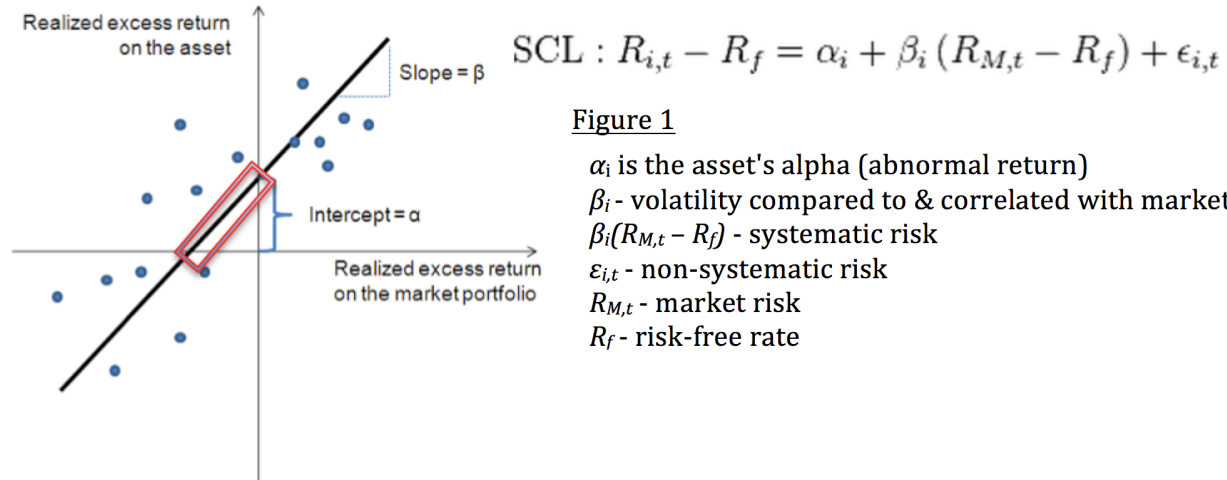 Realized excess return
on the asset
Slope = β
Intercept = α
Realized excess return
on the market portfolio
SCL : R_{i,t} − R_f = α_i + β_i (R_{M,t} − R_f) + ϵ_{i,t}
Figure 1
α_i is the asset's alpha (abnormal return)
β_i - volatility compared to & correlated with market
β_i(R_{M,t} – R_f) - systematic risk
ε_{i,t} - non-systematic risk
R_{M,t} - market risk
R_f - risk-free rate